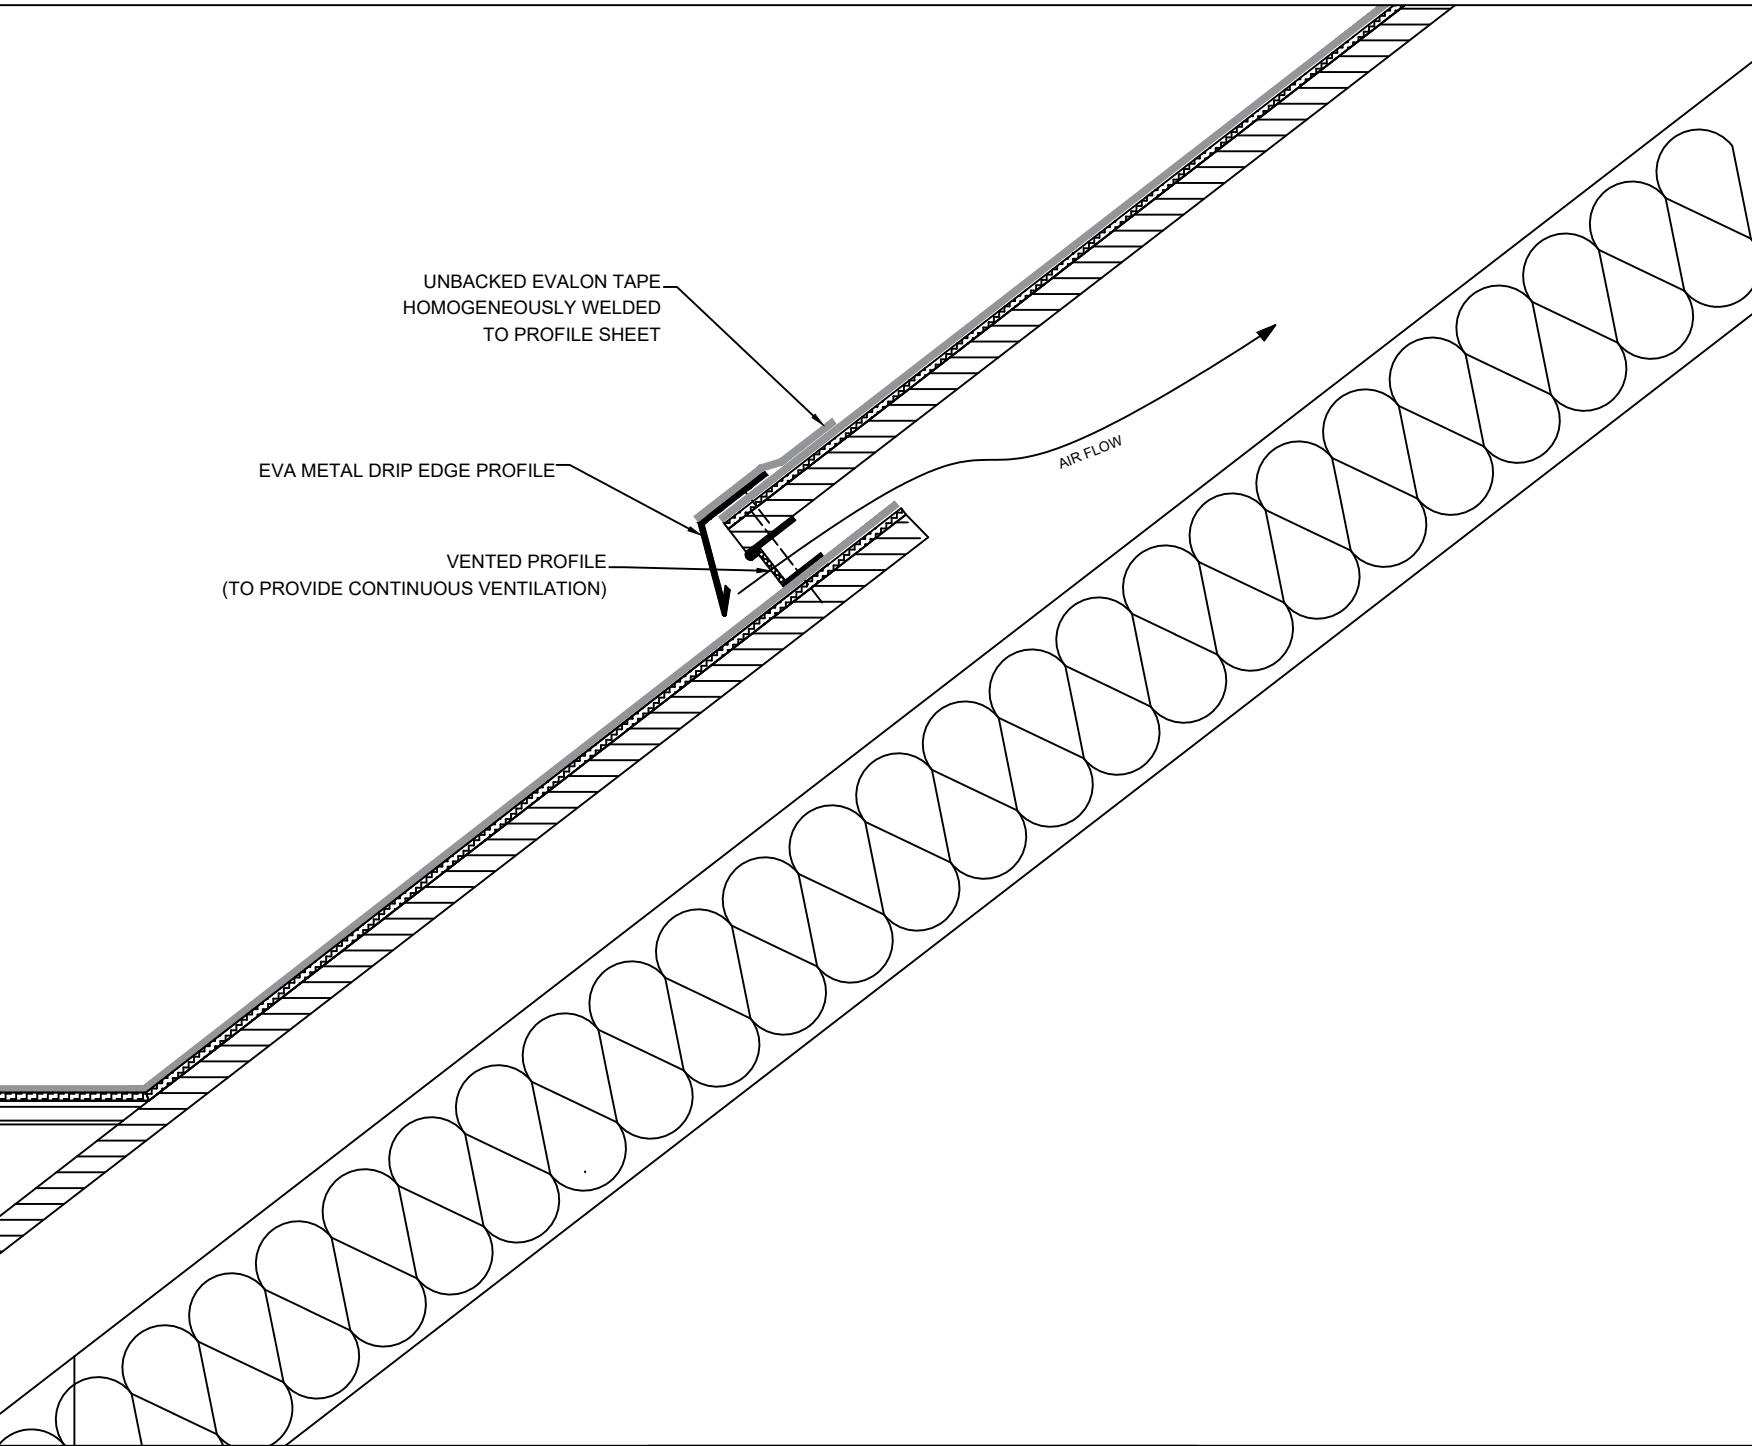 UNBACKED EVALON TAPE
HOMOGENEOUSLY WELDED
TO PROFILE SHEET
EVA METAL DRIP EDGE PROFILE
AIR FLOW
VENTED PROFILE
(TO PROVIDE CONTINUOUS VENTILATION)